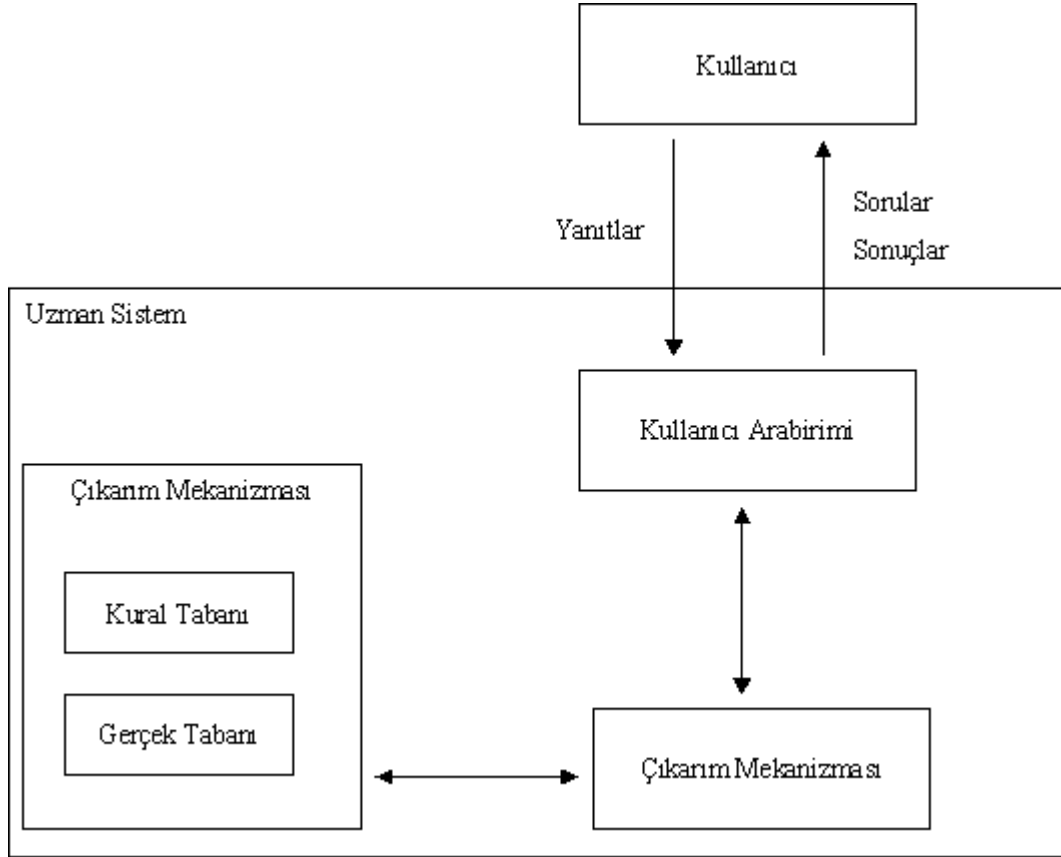 Kullanıcı
Yanıtlar
Sorular
Sonuçlar
Uzman Sistem
Kullanıcı Arabirimi
Çıkarım Mekanizması
Kural Tabanı
Gerçek Tabanı
Çıkarım Mekanizması